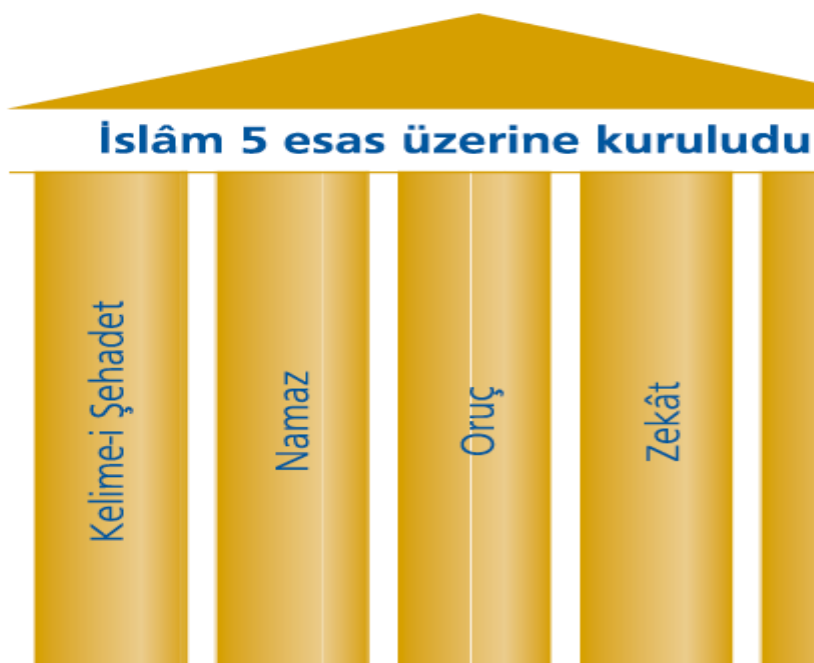 İslâm 5 esas üzerine kuruludu
Kelime-i Şehadet
Namaz
Oruç
Zekât